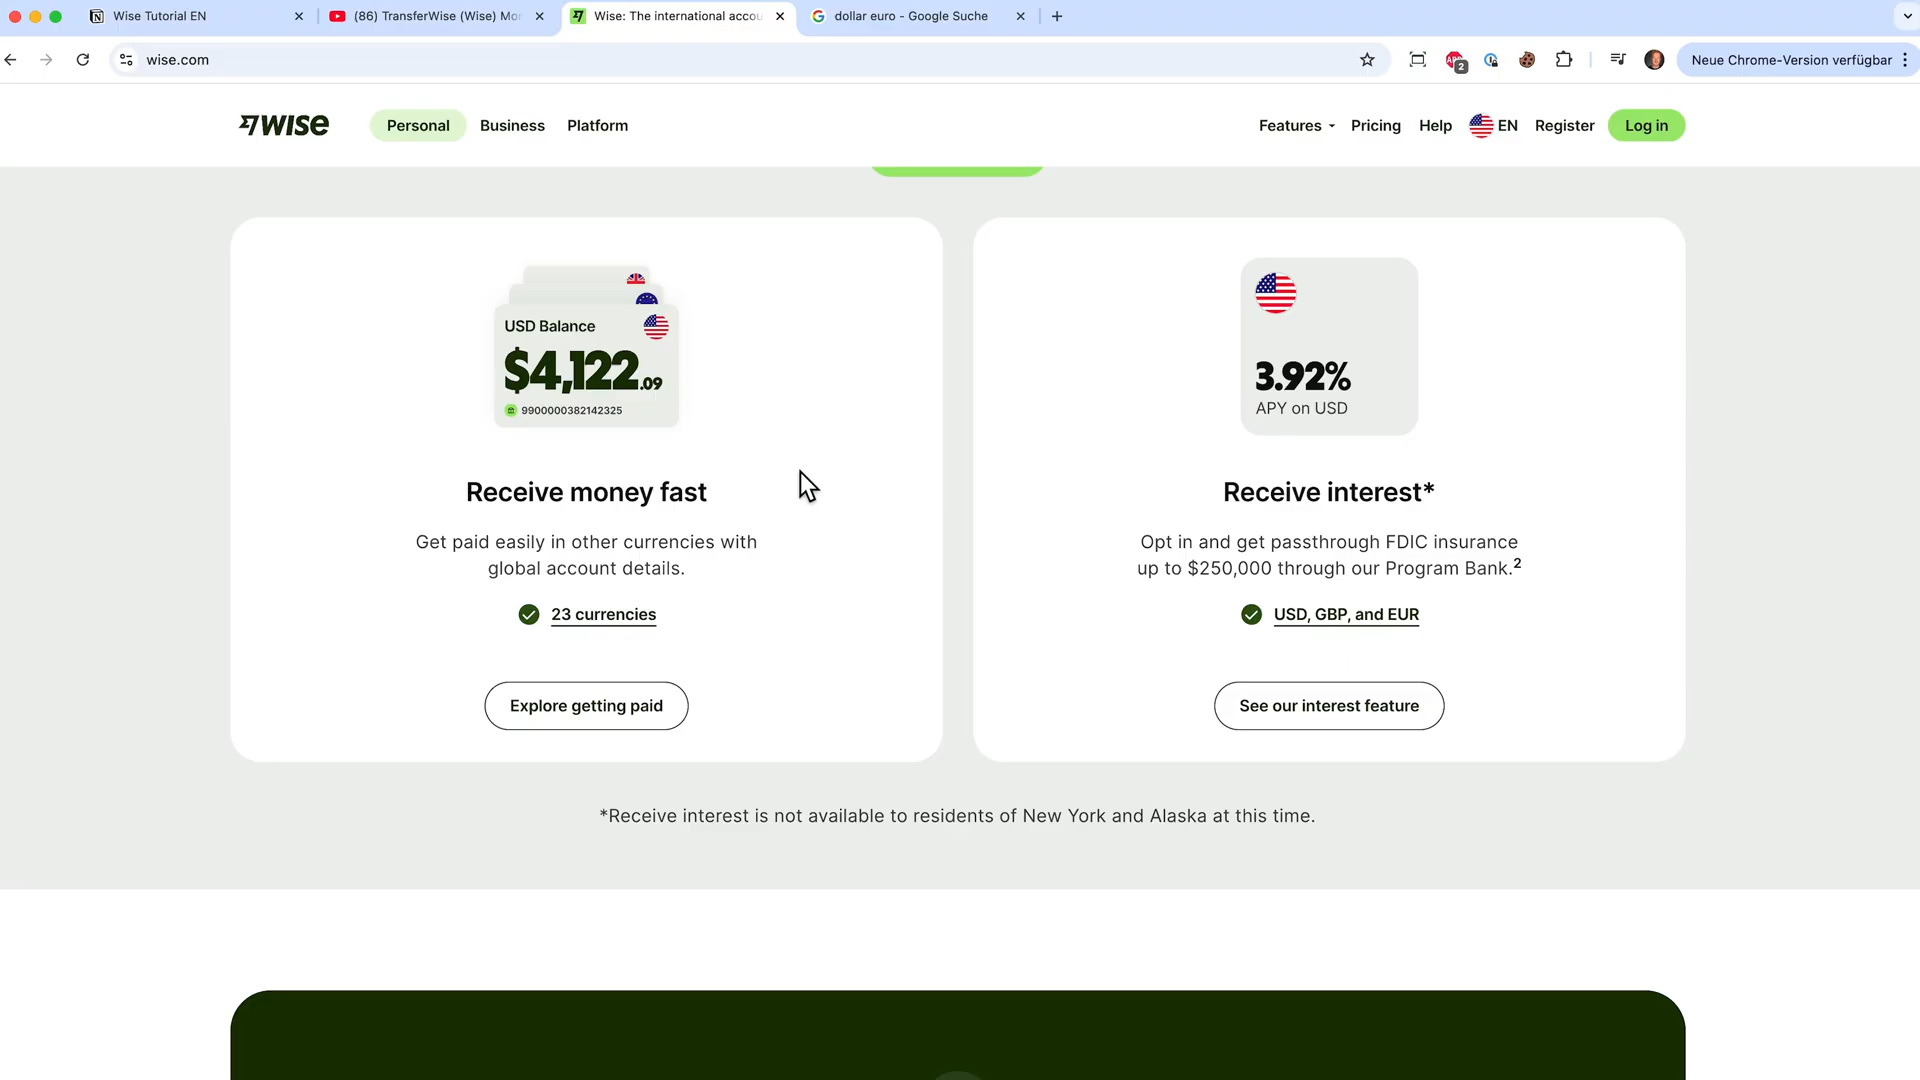 Wise Tutorial EN
(86) TransferWise (Wise) Mo
Wise: The international accou
dollar euro - Google Suche
wise.com
2
Neue Chrome-Version verfügbar
WISE
Personal
Business
Platform
Features
Pricing
Help
EN
Register
Log in
USD Balance
$4,122.09
9900000382142325
Receive money fast
Get paid easily in other currencies with
global account details.
23 currencies
Explore getting paid
3.92%
APY on USD
Receive interest*
Opt in and get passthrough FDIC insurance
up to $250,000 through our Program Bank.2
USD, GBP, and EUR
See our interest feature
*Receive interest is not available to residents of New York and Alaska at this time.